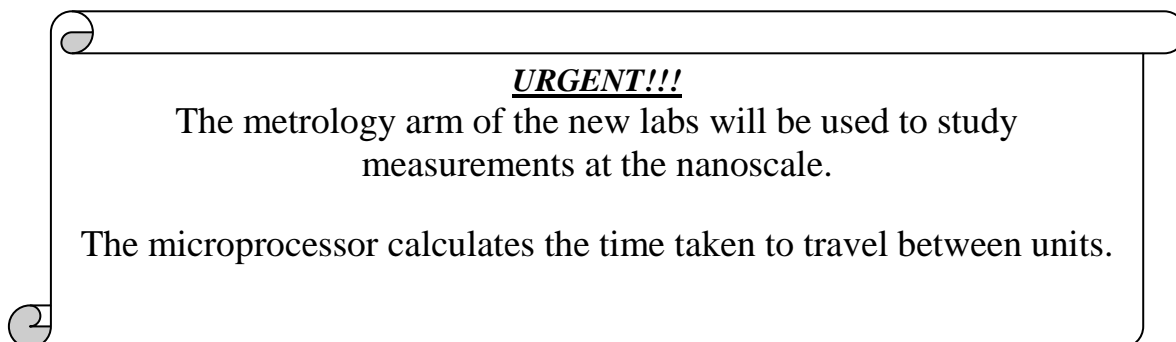 URGENT!!!
The metrology arm of the new labs will be used to study
measurements at the nanoscale.
The microprocessor calculates the time taken to travel between units.